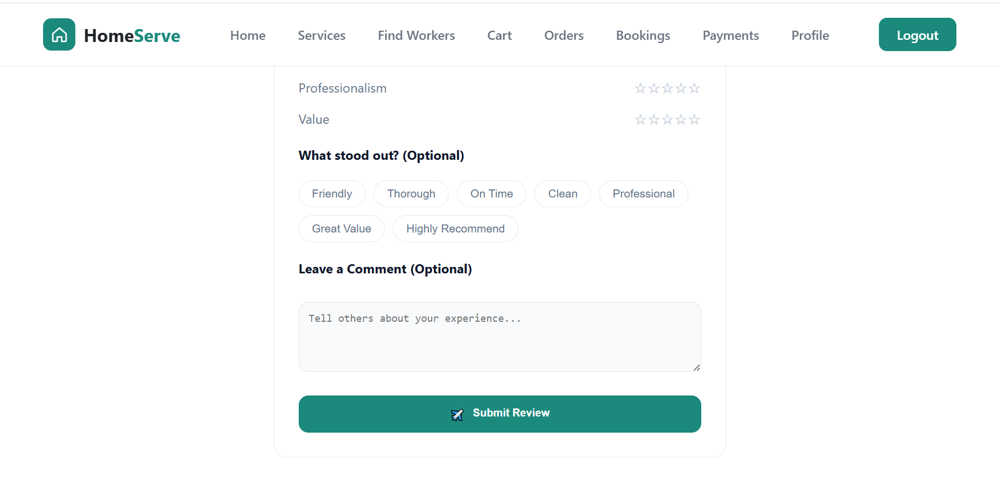 HomeServe Home Services Find Workers Cart Orders Bookings Payments Profile Logout
Professionalism
Value
What stood out? (Optional)
Friendly Thorough On Time Clean Professional
Great Value Highly Recommend
Leave a Comment (Optional)
Tell others about your experience...
Submit Review